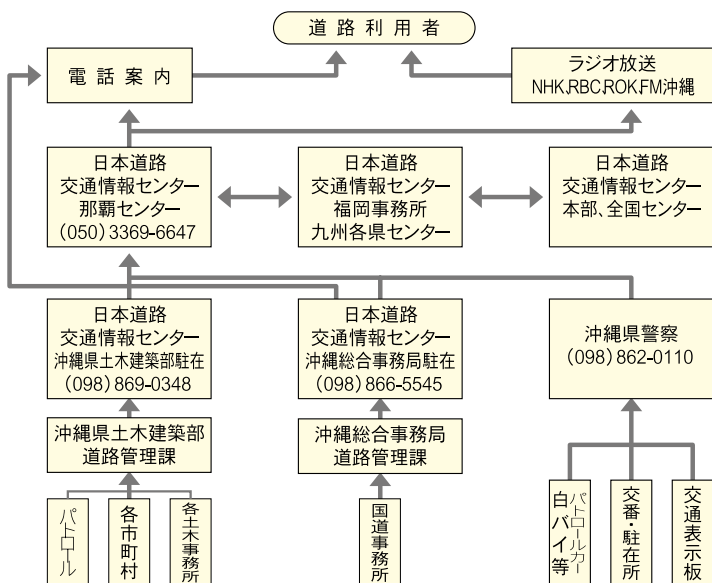 道路利用者
電話案内
ラジオ放送
NHK,RBC,ROK,FM沖縄
日本道路
交通情報センター
那覇センター
(050)3369-6647
日本道路
交通情報センター
福岡事務所
九州各県センター
日本道路
交通情報センター
本部、全国センター
日本道路
交通情報センター
沖縄県土木建築部駐在
(098)869-0348
日本道路
交通情報センター
沖縄総合事務局駐在
(098)866-5545
沖縄県警察
(098)862-0110
沖縄県土木建築部
道路管理課
沖縄総合事務局
道路管理課
パトロール
各市町村
各土木事務所
国道事務所
パトロールカー
白バイ等
交番・駐在所
交通表示板